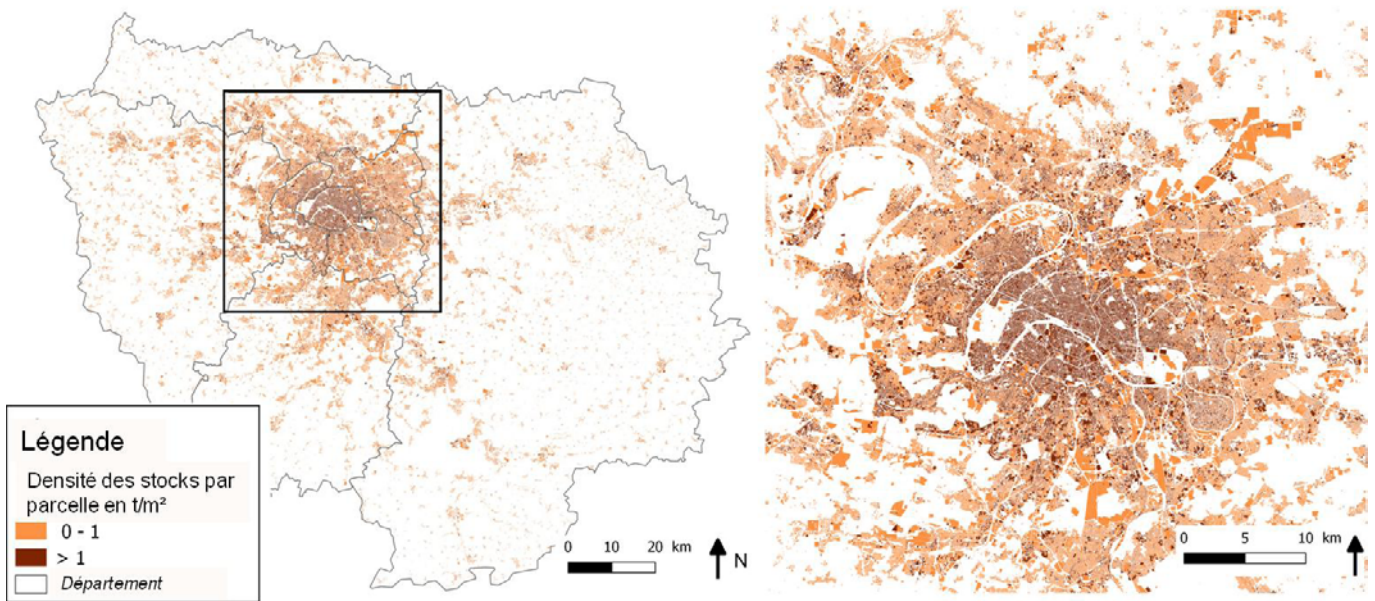 Légende
Densité des stocks par
parcelle en t/m²
0 - 1
> 1
Département
0 10 20 km
N
0 5 10 km